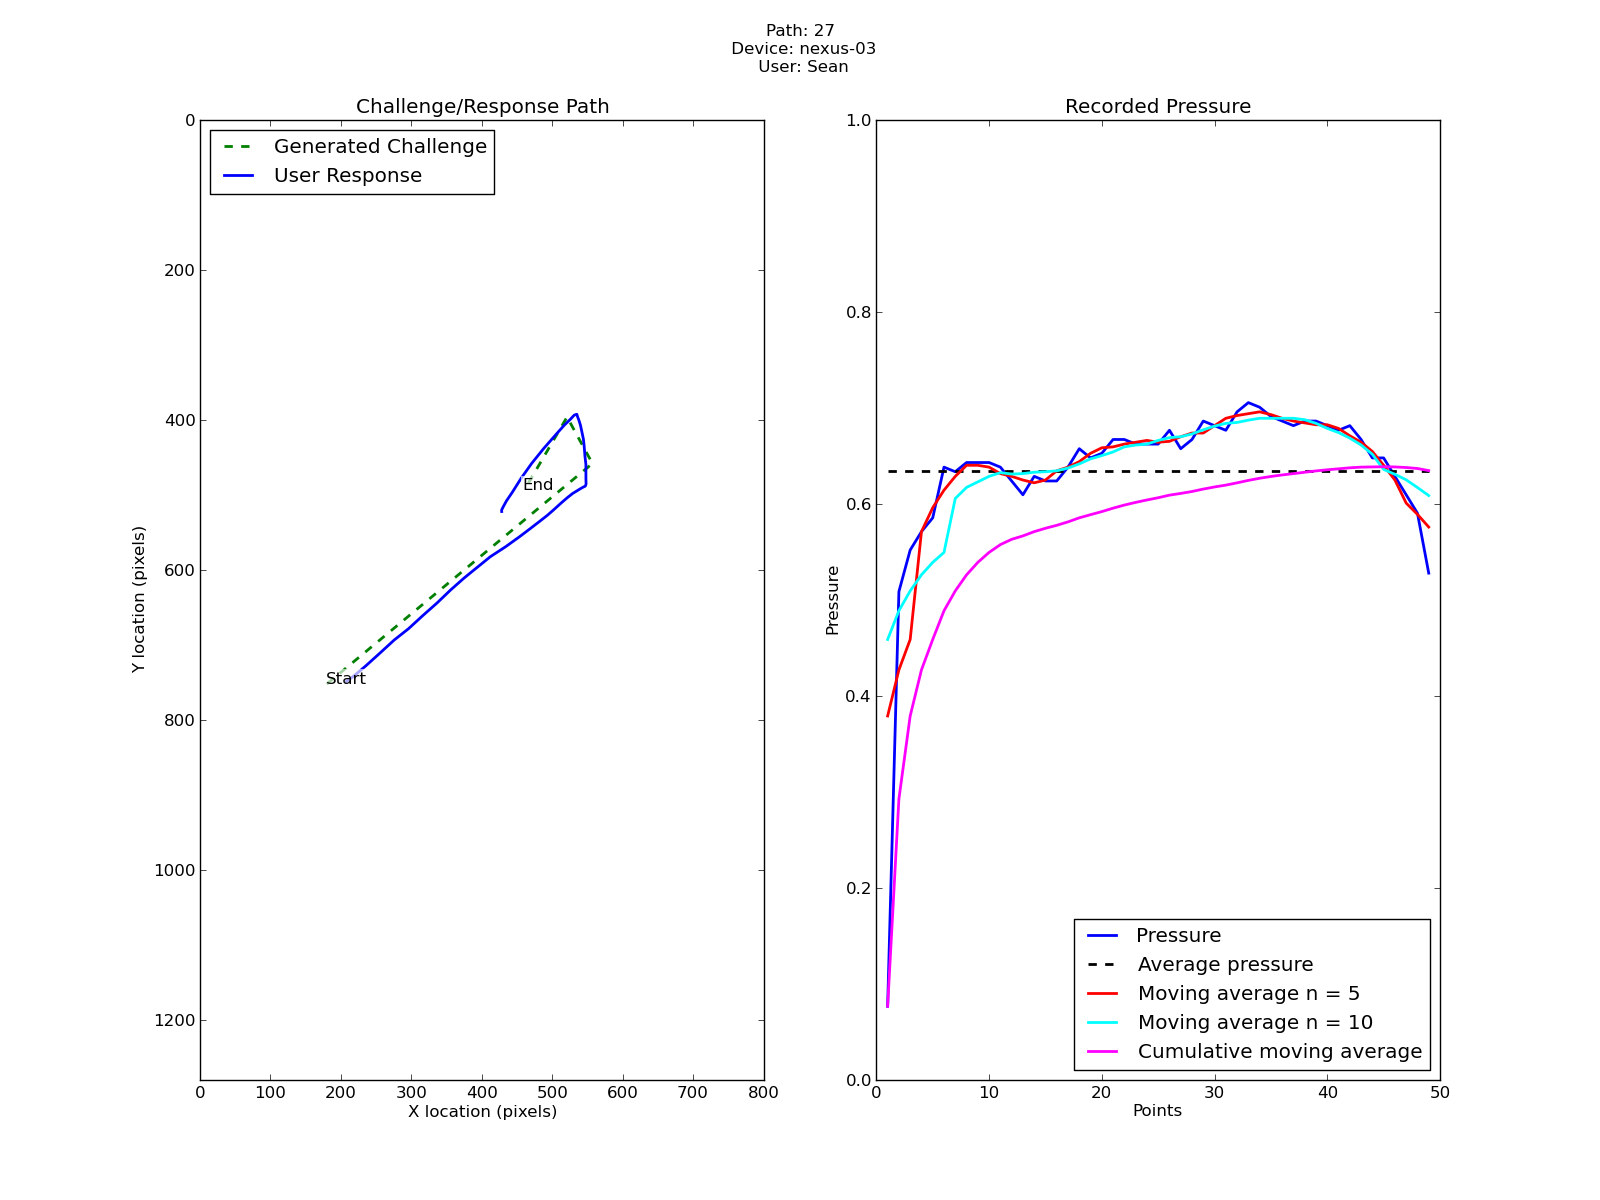 Path: 27
Device: nexus-03
User: Sean
Challenge/Response Path
Generated Challenge
User Response
0
200
400
600
800
1000
1200
Y location (pixels)
End
Start
0 100 200 300 400 500 600 700 800
X location (pixels)
Recorded Pressure
1.0
0.8
0.6
0.4
0.2
0.0
Pressure
Pressure
Average pressure
Moving average n = 5
Moving average n = 10
Cumulative moving average
0 10 20 30 40 50
Points